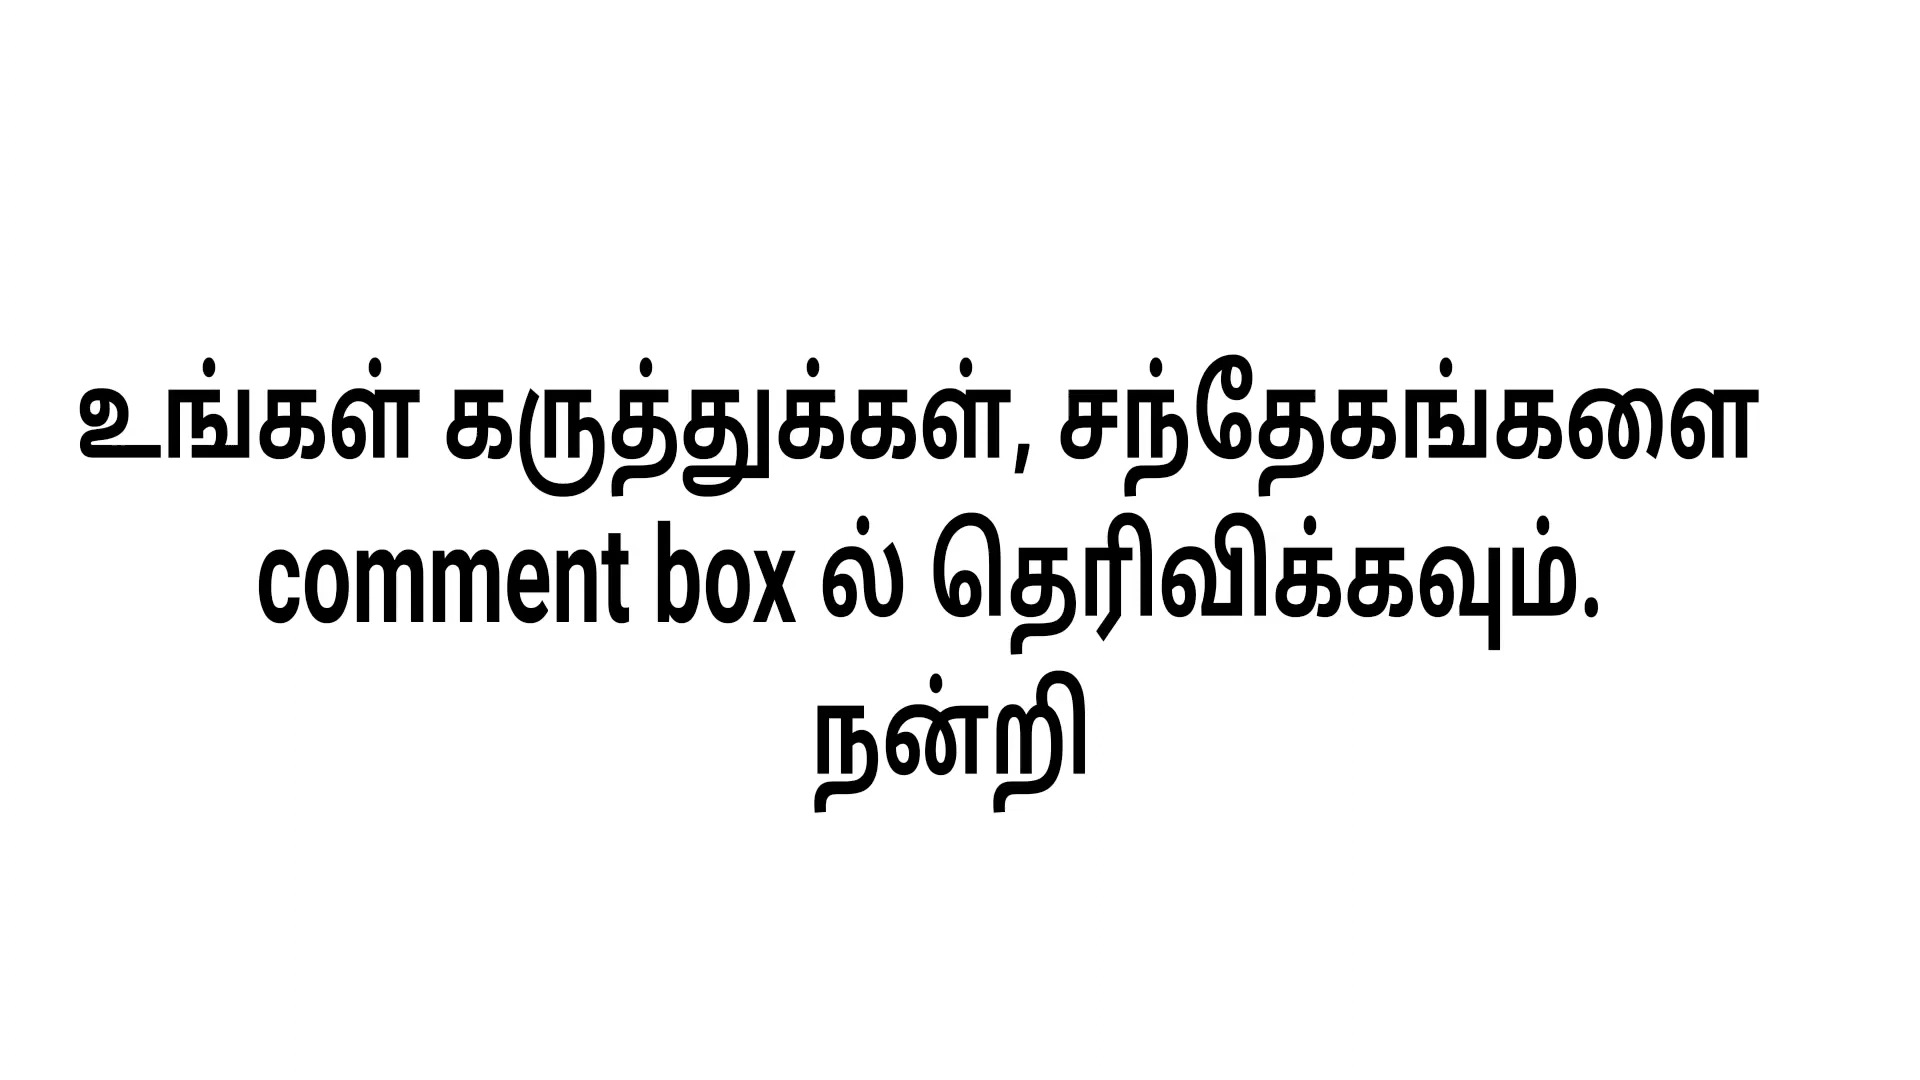 உங்கள் கருத்துக்கள், சந்தேகங்களை
comment box ல் தெரிவிக்கவும்.
நன்றி